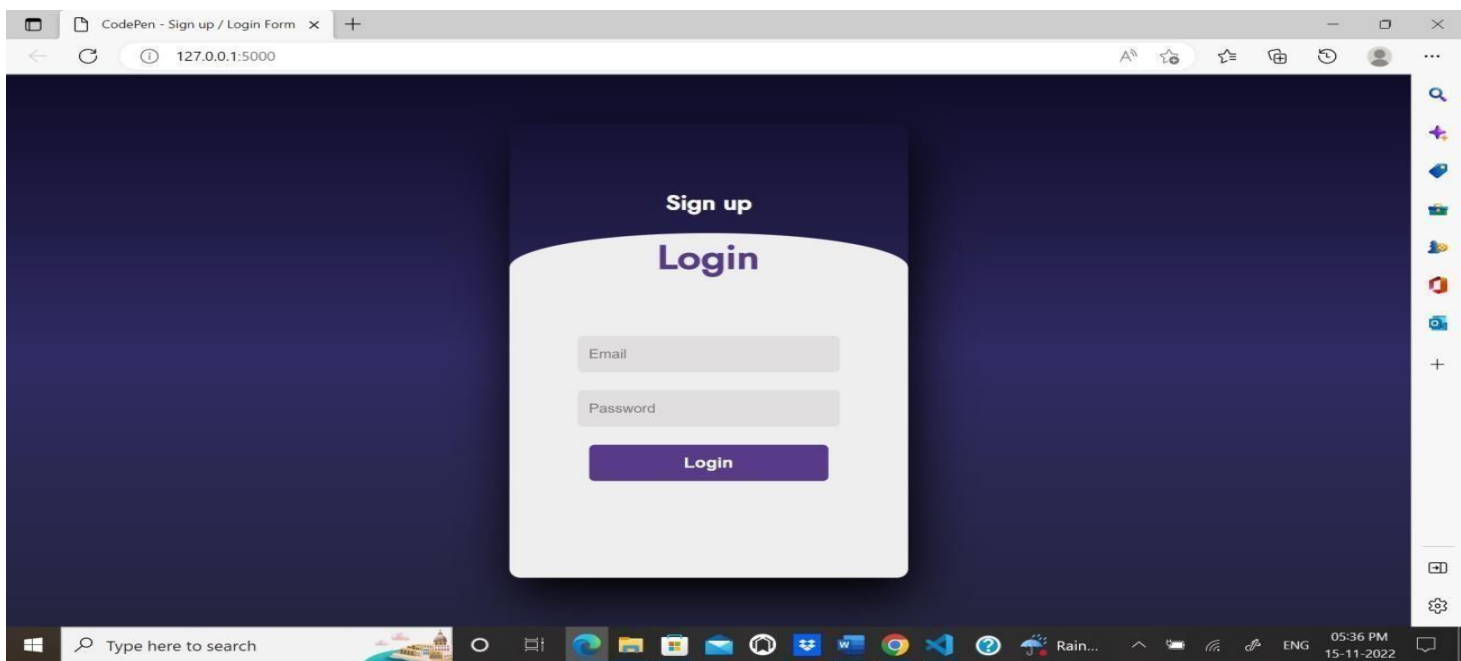 CodePen - Sign up / Login Form
127.0.0.1:5000
Sign up
Login
Email
Password
Login
Type here to search
Rain...
ENG
05:36 PM
15-11-2022